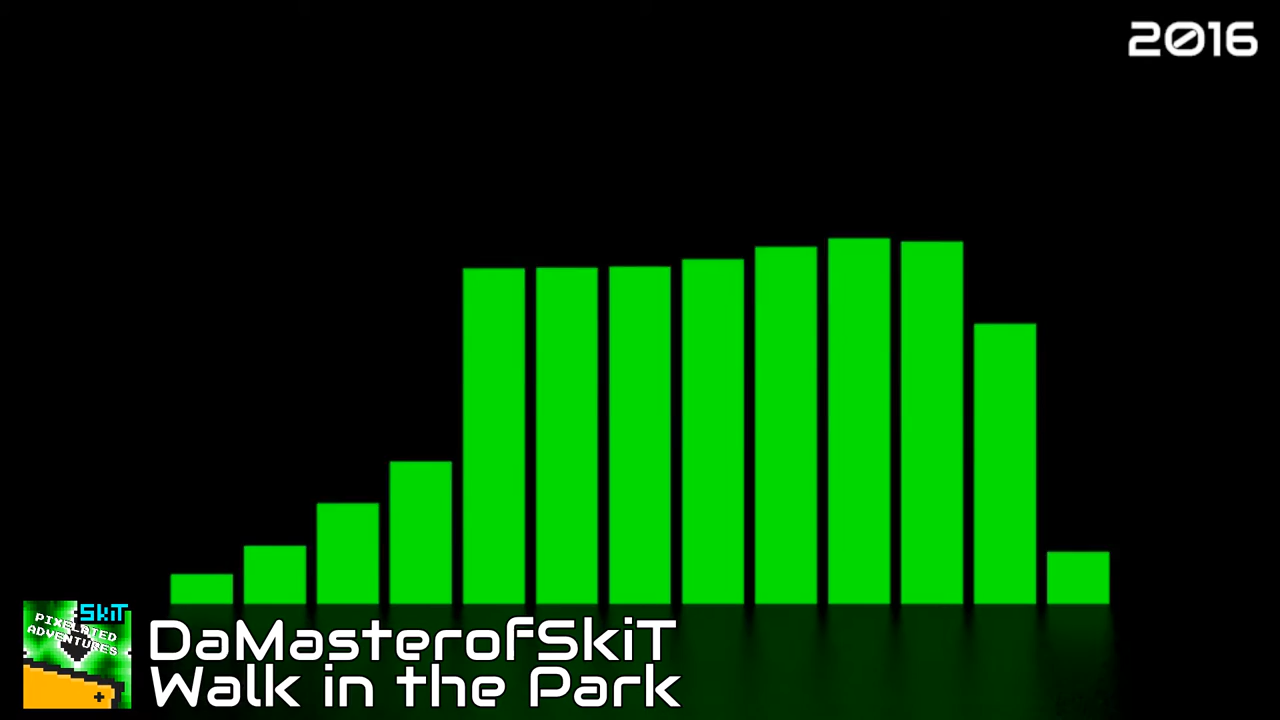 2016
SkiT
PIXELATED
ADVENTURES
DaMasterofSkiT
Walk in the Park